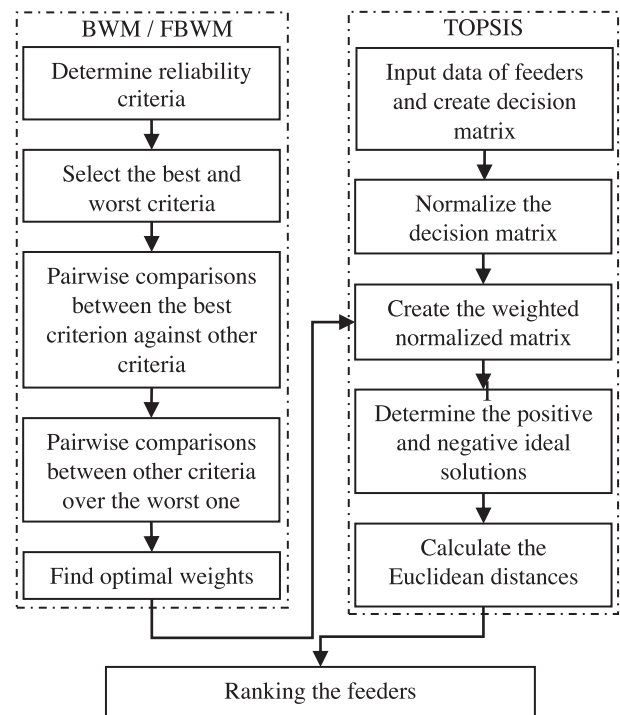 BWM / FBWM
Determine reliability
criteria
Select the best and
worst criteria
Pairwise comparisons
between the best
criterion against other
criteria
Pairwise comparisons
between other criteria
over the worst one
Find optimal weights
TOPSIS
Input data of feeders
and create decision
matrix
Normalize the
decision matrix
Create the weighted
normalized matrix
Determine the positive
and negative ideal
solutions
Calculate the
Euclidean distances
Ranking the feeders